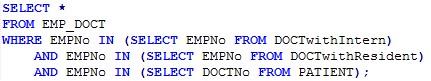 SELECT *
FROM EMP_DOCT
WHERE EMPNo IN (SELECT EMPNo FROM DOCTwithIntern)
AND EMPNo IN (SELECT EMPNo FROM DOCTwithResident)
AND EMPNo IN (SELECT DOCTNo FROM PATIENT);